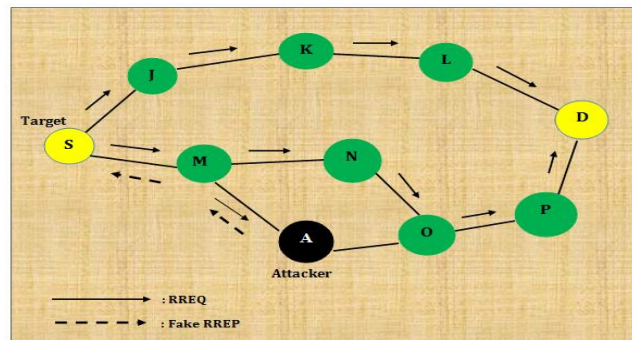 K
L
J
D
Target
S
M
N
P
O
A
Attacker
: RREQ
: Fake RREP